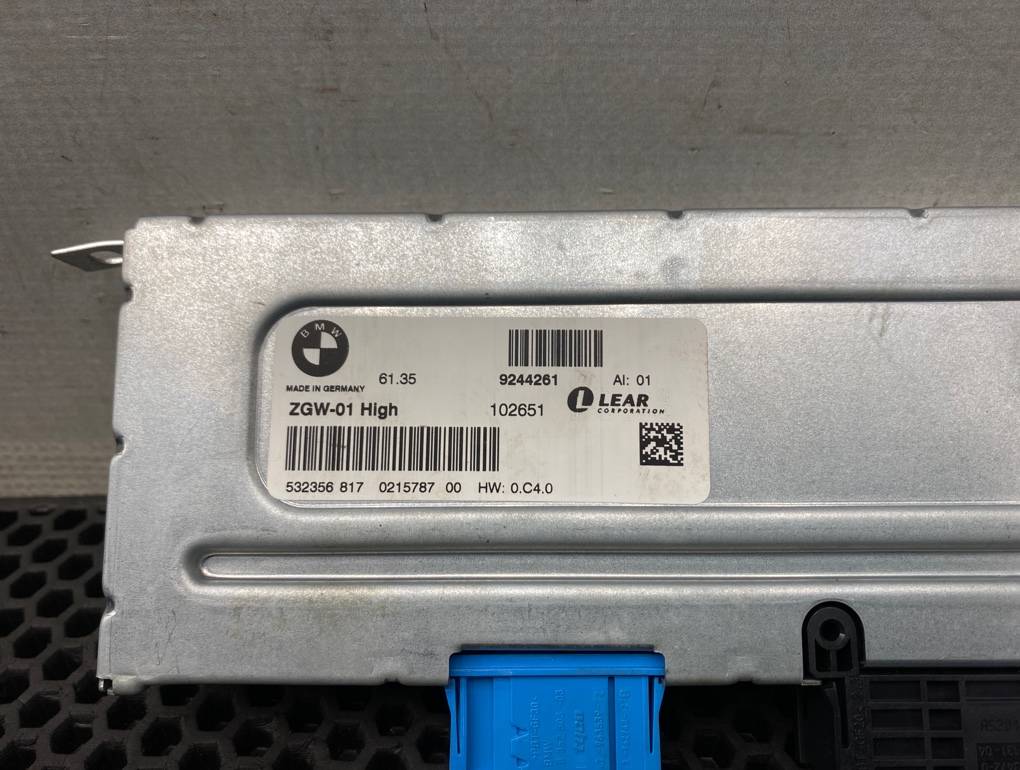 BMW
MADE IN GERMANY
61.35
9244261
AI: 01
ZGW-01 High
102651
LEAR
CORPORATION
532356 817 0215787 00 HW: 0.C4.0